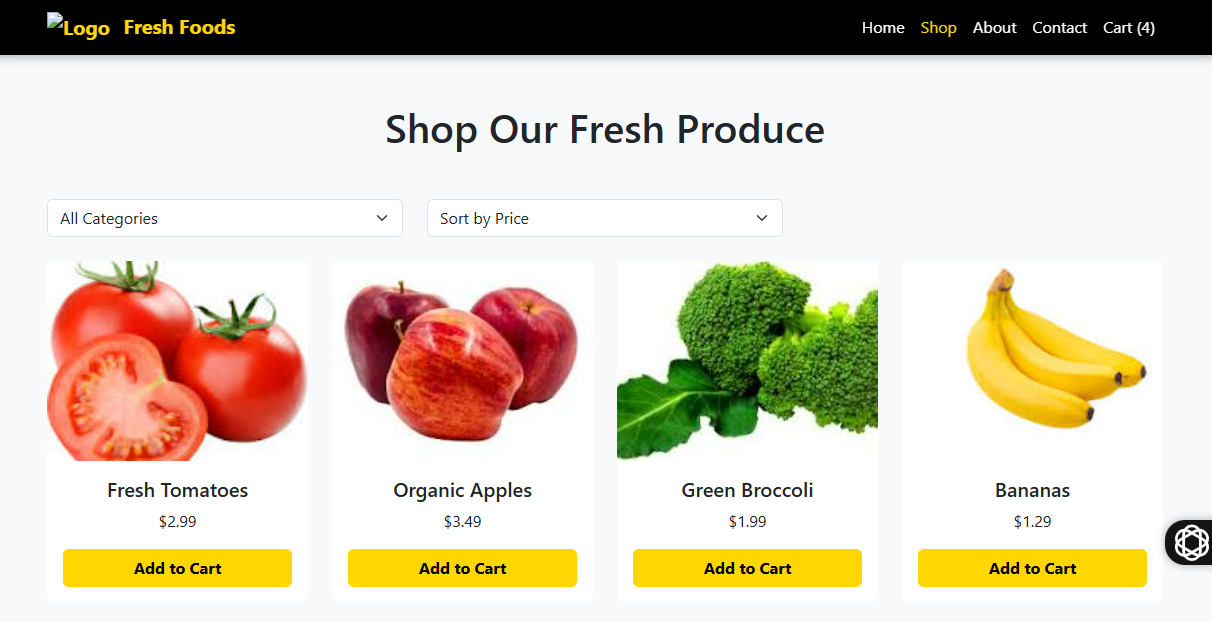 Logo Fresh Foods Home Shop About Contact Cart (4)
Shop Our Fresh Produce
All Categories Sort by Price
Fresh Tomatoes Organic Apples Green Broccoli Bananas
$2.99 $3.49 $1.99 $1.29
Add to Cart Add to Cart Add to Cart Add to Cart